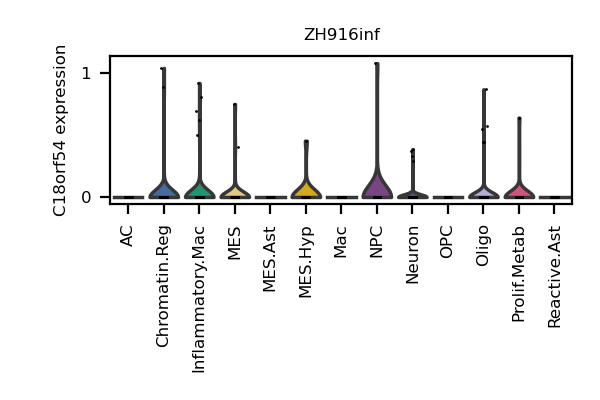 ZH916inf
C18orf54 expression
1
0
AC
Chromatin.Reg
Inflammatory.Mac
MES
MES.Ast
MES.Hyp
Mac
NPC
Neuron
OPC
Oligo
Prolif.Metab
Reactive.Ast